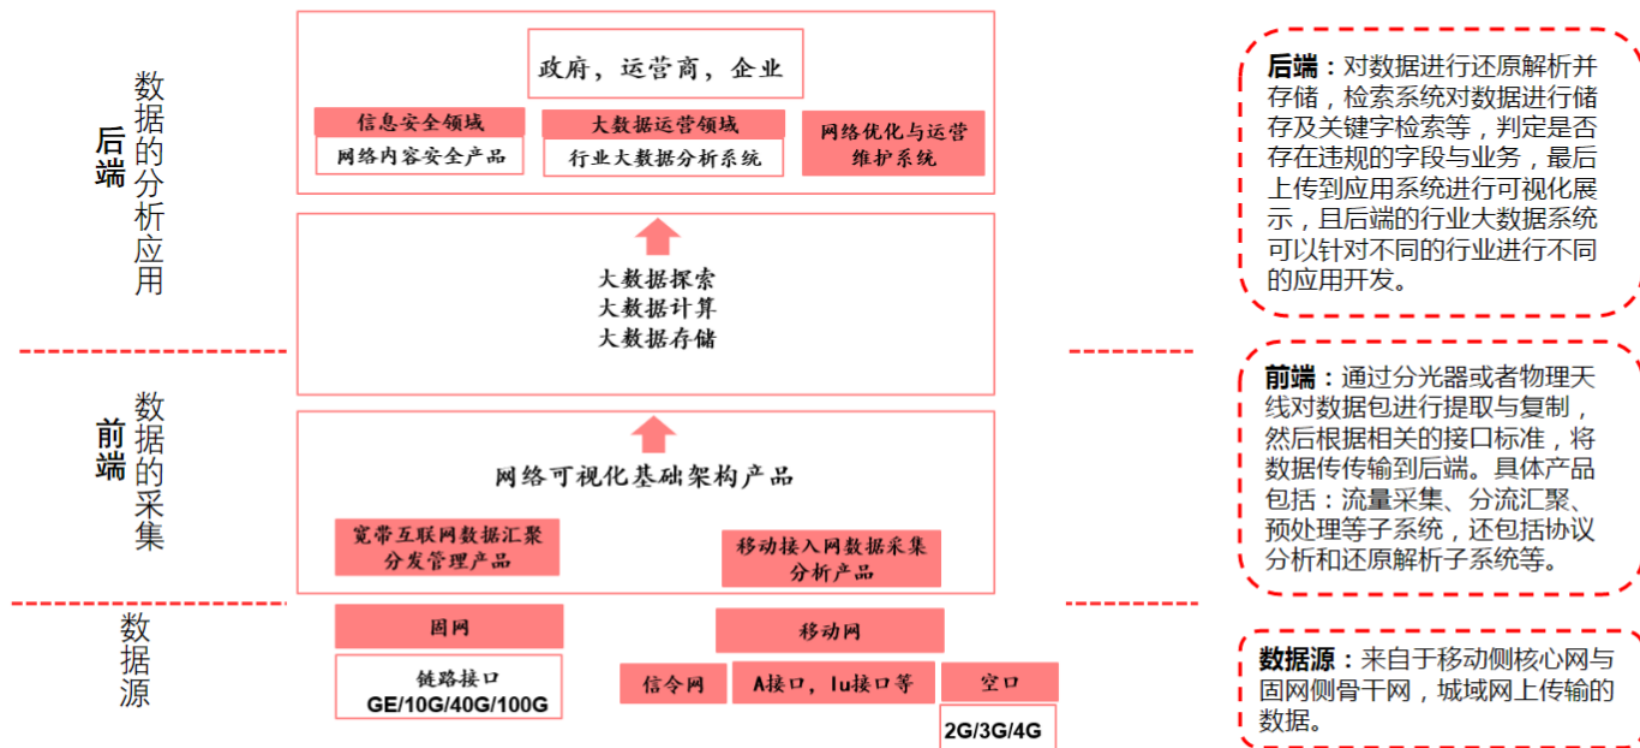 政府，运营商，企业
信息安全领域
网络内容安全产品
大数据运营领域
行业大数据分析系统
网络优化与运营
维护系统
后端
数据的分析应用
大数据探索
大数据计算
大数据存储
前端
数据的采集
网络可视化基础架构产品
宽带互联网数据汇聚
分发管理产品
移动接入网数据采集
分析产品
数据源
固网
链路接口
GE/10G/40G/100G
移动网
信令网
A接口，Iu接口等
空口
2G/3G/4G
后端：对数据进行还原解析并
存储，检索系统对数据进行储
存及关键字检索等，判定是否
存在违规的字段与业务，最后
上传到应用系统进行可视化展
示，且后端的行业大数据系统
可以针对不同的行业进行不同
的应用开发。
前端：通过分光器或者物理天
线对数据包进行提取与复制，
然后根据相关的接口标准，将
数据传传输到后端。具体产品
包括：流量采集、分流汇聚、
预处理等子系统，还包括协议
分析和还原解析子系统等。
数据源：来自于移动侧核心网与
固网侧骨干网，城域网上传输的
数据。